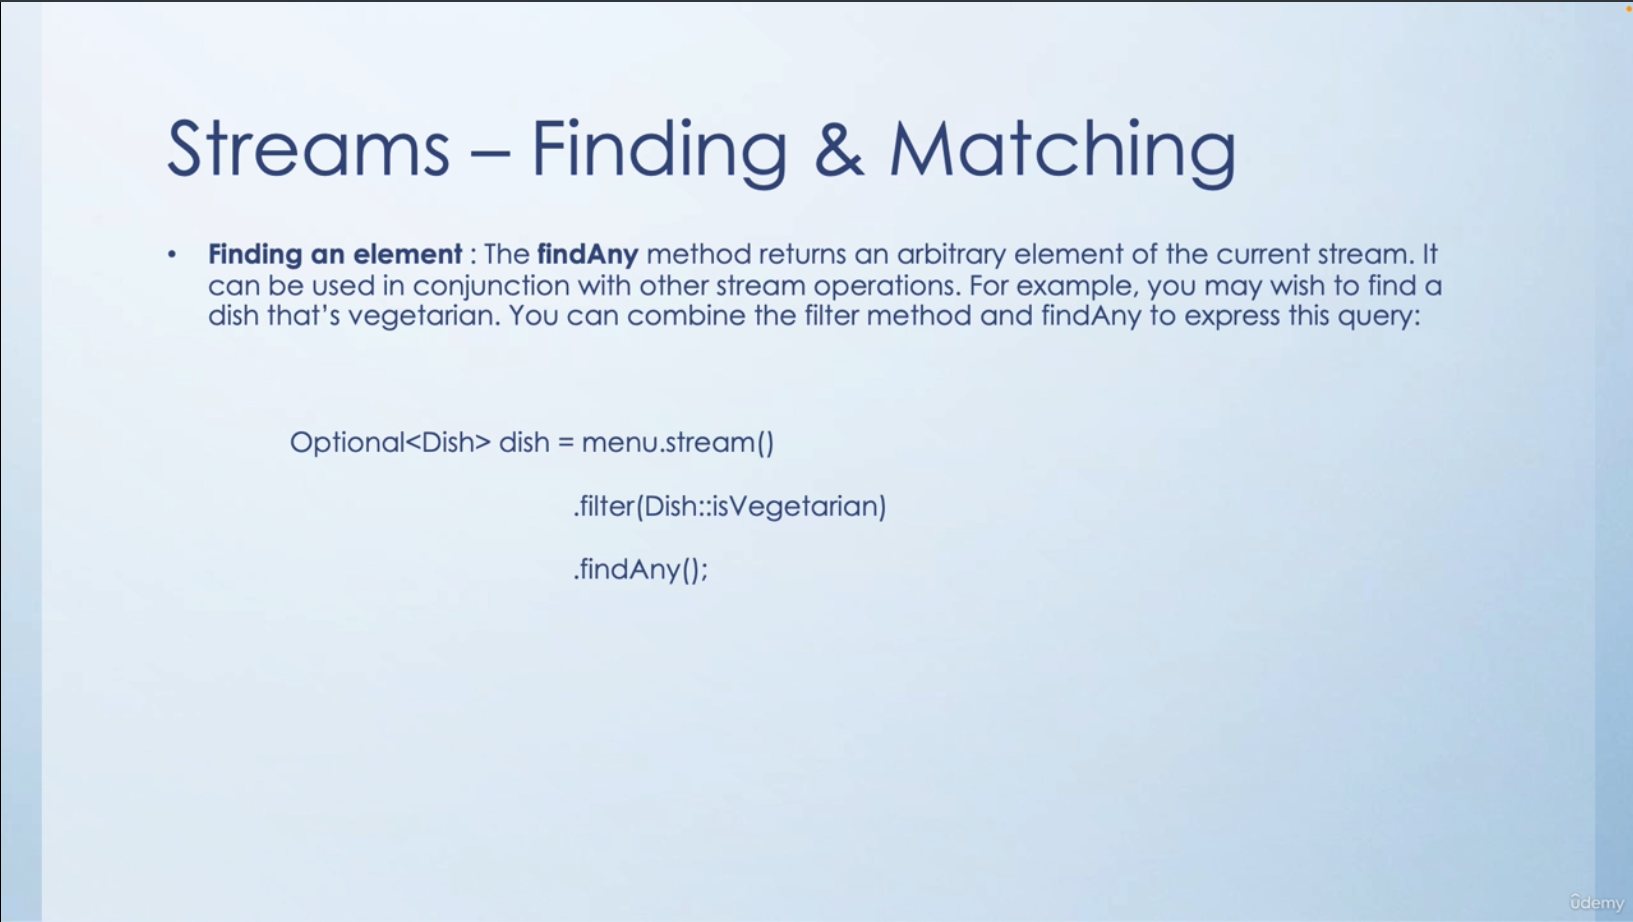 Streams – Finding & Matching
• Finding an element : The findAny method returns an arbitrary element of the current stream. It
can be used in conjunction with other stream operations. For example, you may wish to find a
dish that’s vegetarian. You can combine the filter method and findAny to express this query:
Optional<Dish> dish = menu.stream()
.filter(Dish::isVegetarian)
.findAny();
ûdemy